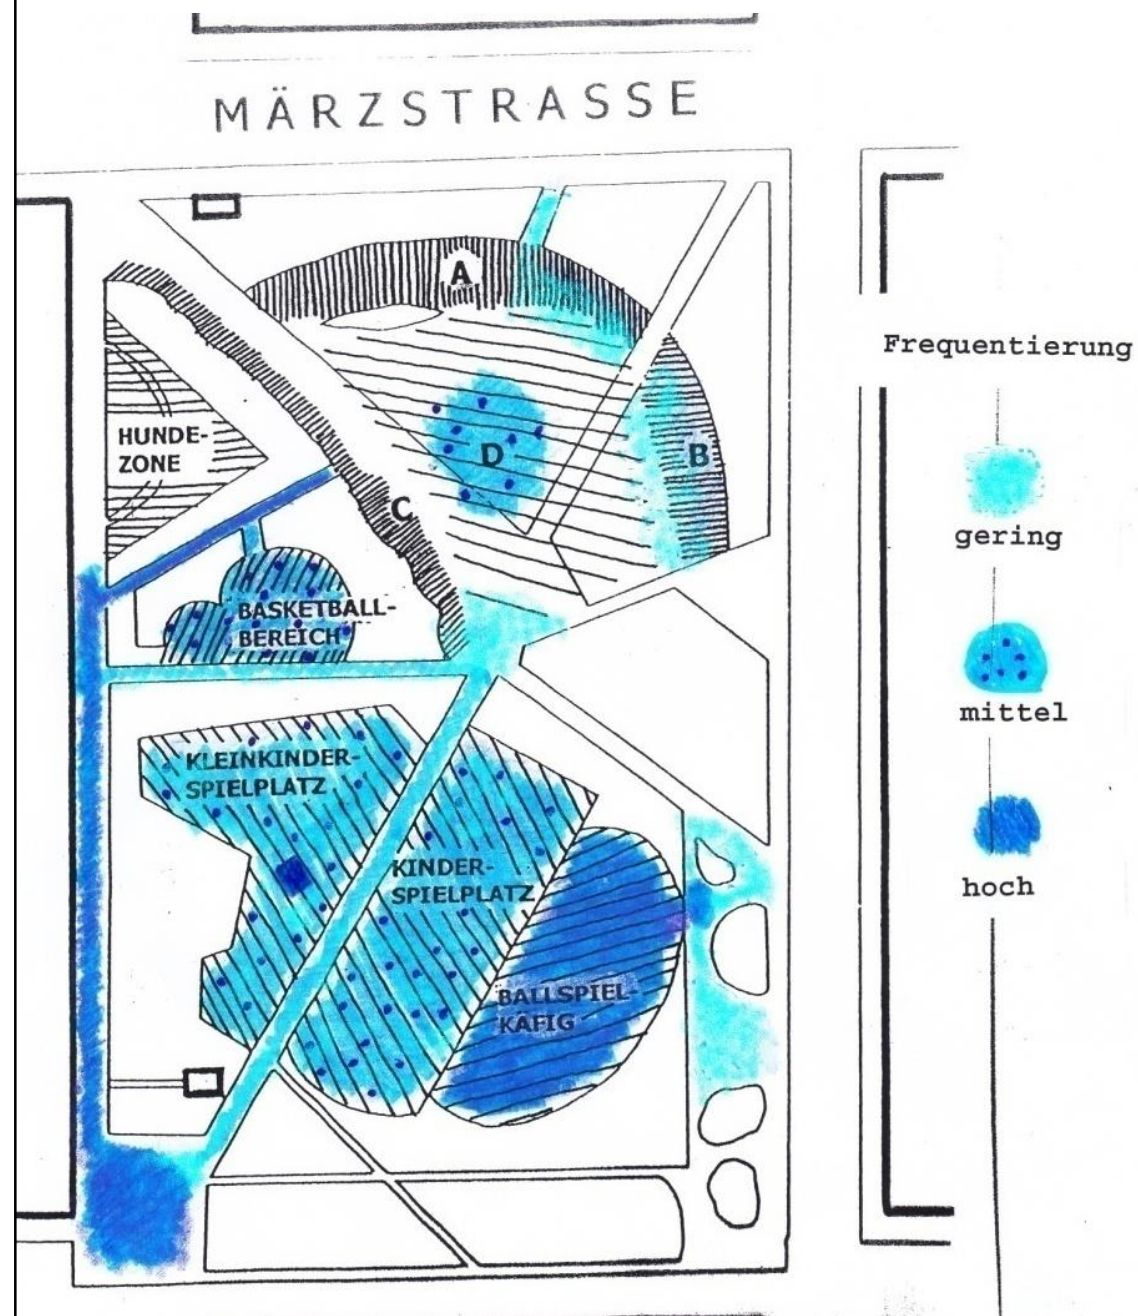 MÄRZSTRASSE
A
Frequentierung
HUNDE-
ZONE
D
B
gering
C
BASKETBALL-
BEREICH
mittel
KLEINKINDER-
SPIELPLATZ
KINDER-
SPIELPLATZ
hoch
BALLSPIEL-
KÄFIG